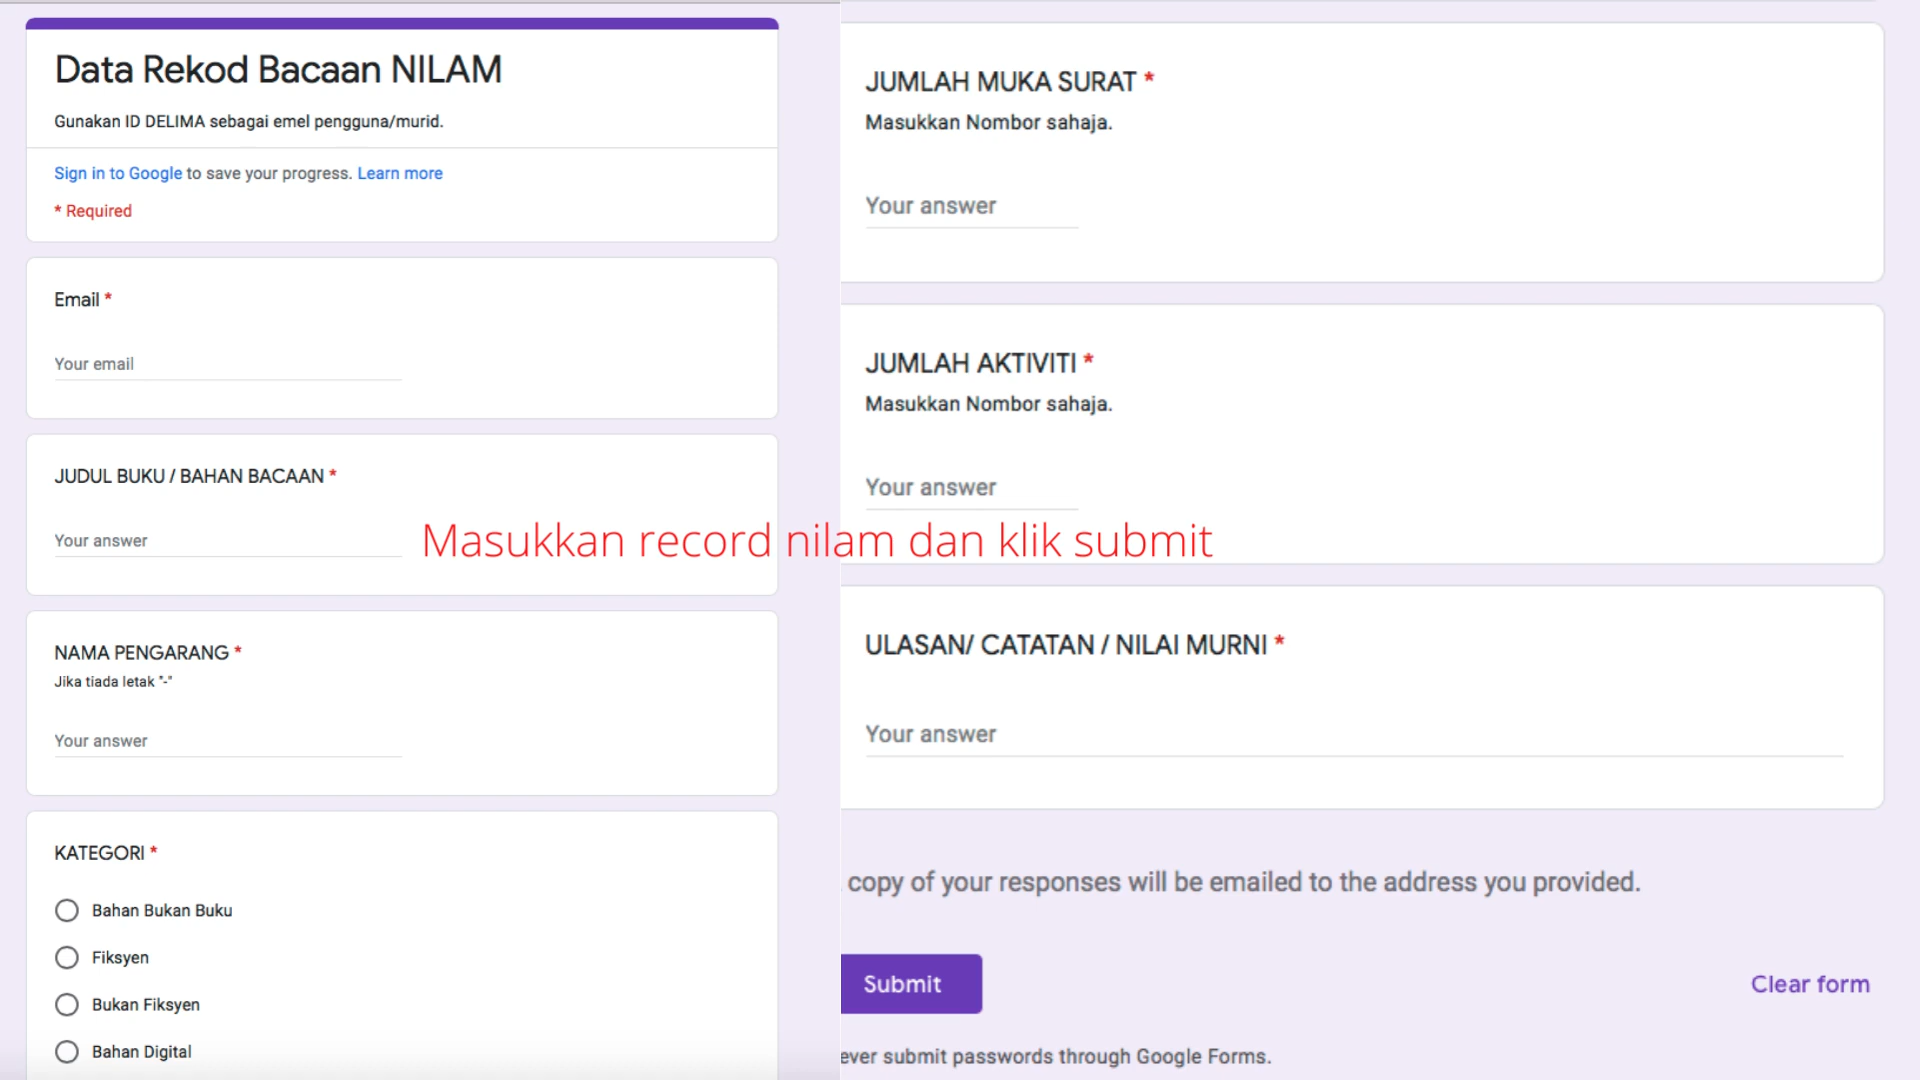 Data Rekod Bacaan NILAM
Gunakan ID DELIMA sebagai emel pengguna/murid.
Sign in to Google to save your progress. Learn more
* Required
Email *
Your email
JUDUL BUKU / BAHAN BACAAN *
Your answer
NAMA PENGARANG *
Jika tiada letak "-"
Your answer
KATEGORI *
Bahan Bukan Buku
Fiksyen
Bukan Fiksyen
Bahan Digital
Masukkan record nilam dan klik submit
JUMLAH MUKA SURAT *
Masukkan Nombor sahaja.
Your answer
JUMLAH AKTIVITI *
Masukkan Nombor sahaja.
Your answer
ULASAN/ CATATAN / NILAI MURNI *
Your answer
copy of your responses will be emailed to the address you provided.
Submit
Clear form
ever submit passwords through Google Forms.